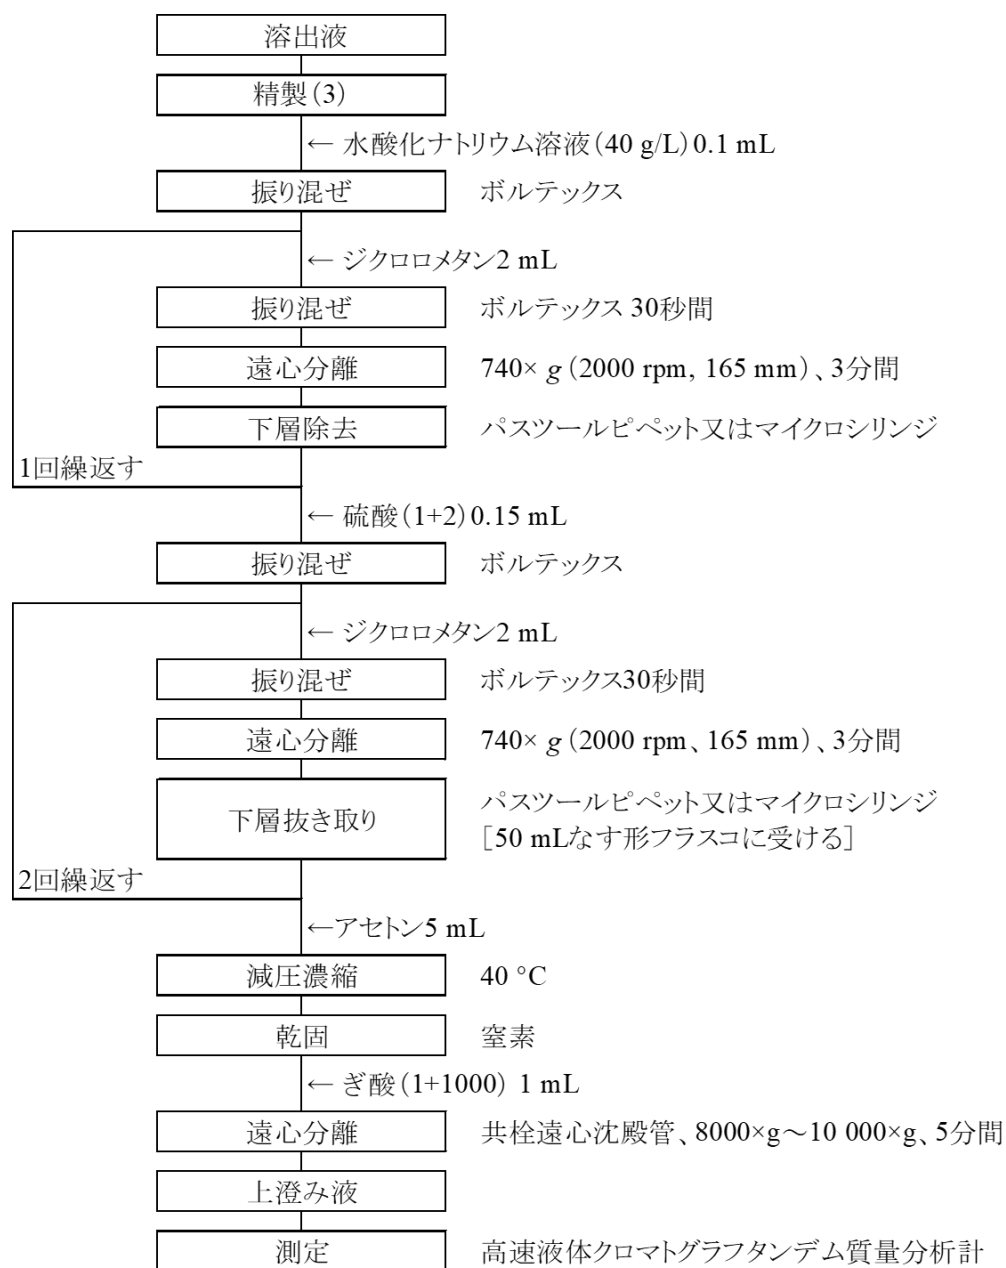 溶出液
精製(3)
← 水酸化ナトリウム溶液(40 g/L)0.1 mL
振り混ぜ ボルテックス
← ジクロロメタン2 mL
振り混ぜ ボルテックス 30秒間
遠心分離 740× g (2000 rpm, 165 mm)、3分間
下層除去 パスツールピペット又はマイクロシリンジ
1回繰返す
← 硫酸(1+2)0.15 mL
振り混ぜ ボルテックス
← ジクロロメタン2 mL
振り混ぜ ボルテックス30秒間
遠心分離 740× g (2000 rpm、165 mm)、3分間
下層抜き取り パスツールピペット又はマイクロシリンジ
[50 mLなす形フラスコに受ける]
2回繰返す
←アセトン5 mL
減圧濃縮 40 °C
乾固 窒素
← ぎ酸(1+1000) 1 mL
遠心分離 共栓遠心沈殿管、8000×g～10 000×g、5分間
上澄み液
測定 高速液体クロマトグラフタンデム質量分析計